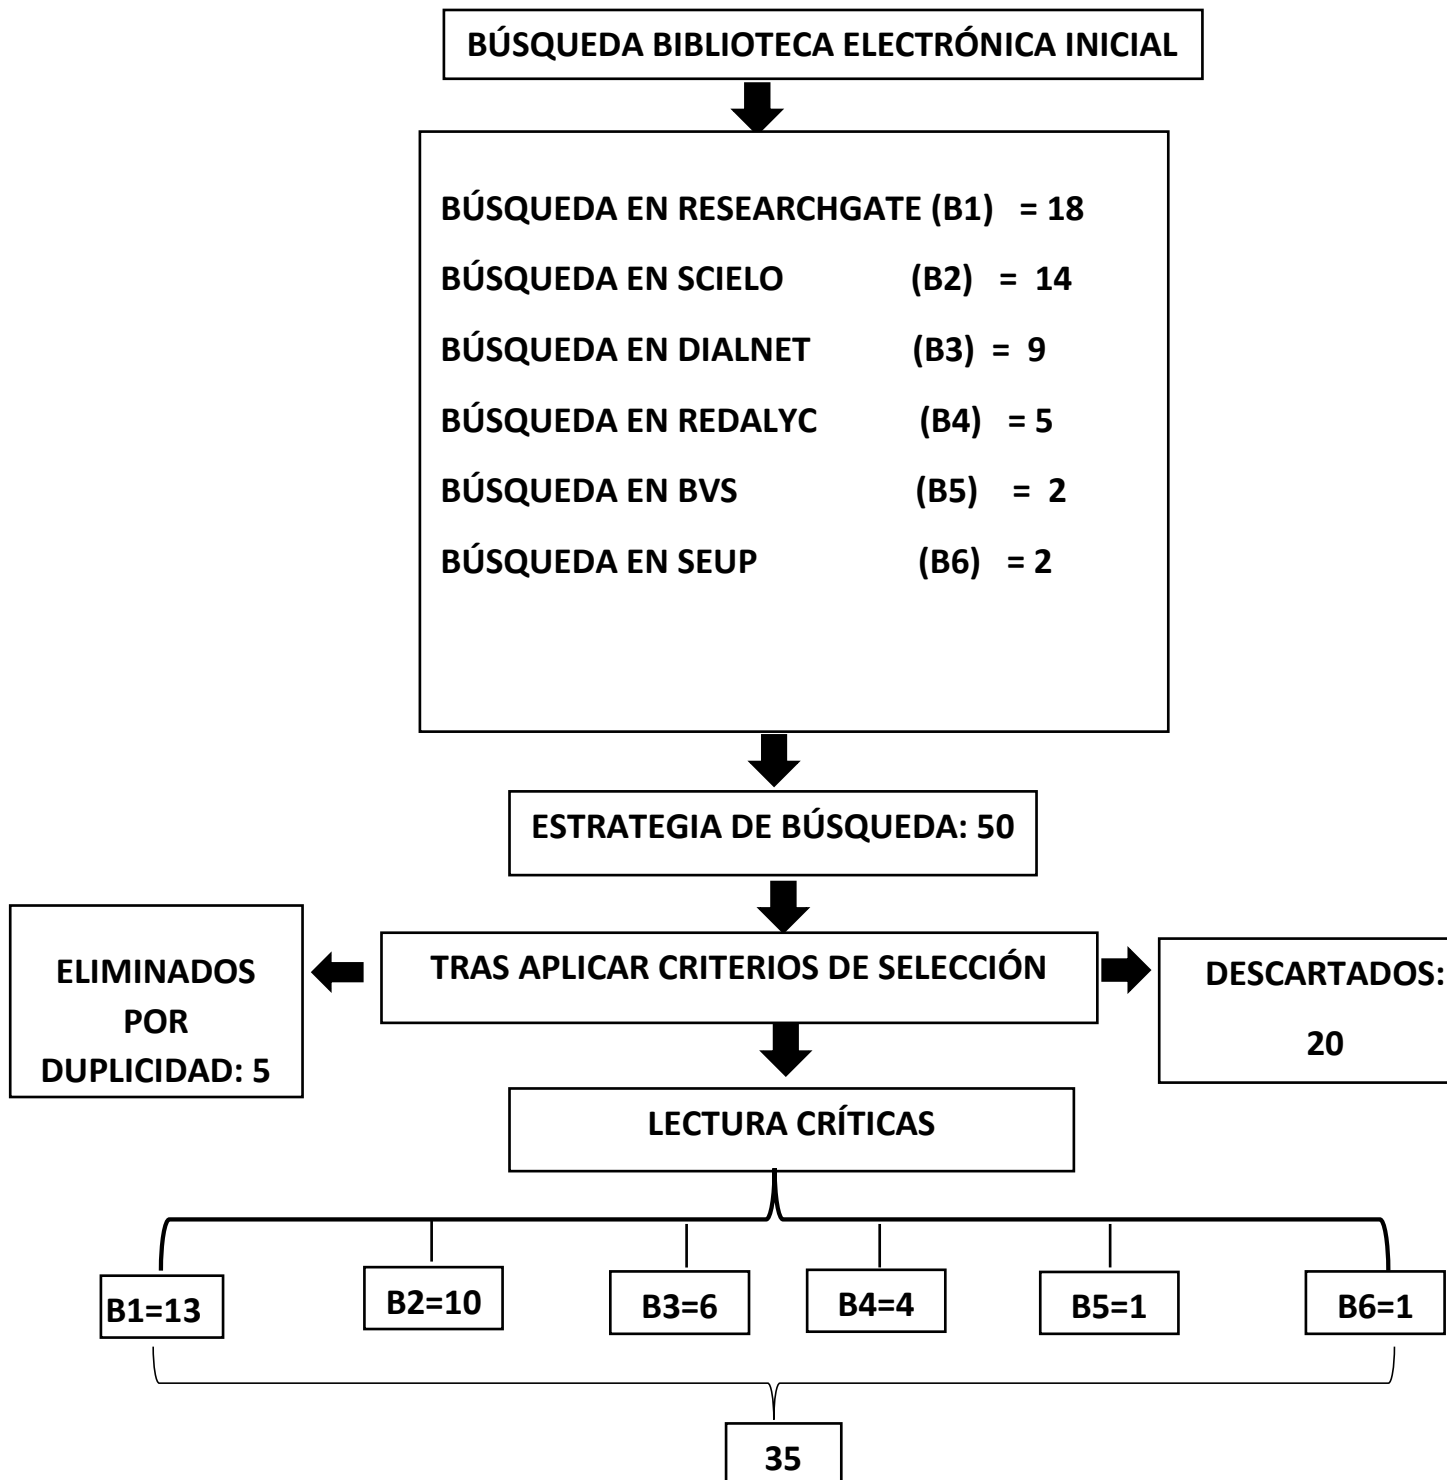 BÚSQUEDA BIBLIOTECA ELECTRÓNICA INICIAL
BÚSQUEDA EN RESEARCHGATE (B1) = 18
BÚSQUEDA EN SCIELO (B2) = 14
BÚSQUEDA EN DIALNET (B3) = 9
BÚSQUEDA EN REDALYC (B4) = 5
BÚSQUEDA EN BVS (B5) = 2
BÚSQUEDA EN SEUP (B6) = 2
ESTRATEGIA DE BÚSQUEDA: 50
ELIMINADOS
POR
DUPLICIDAD: 5
TRAS APLICAR CRITERIOS DE SELECCIÓN
DESCARTADOS:
20
LECTURA CRÍTICAS
B1=13
B2=10
B3=6
B4=4
B5=1
B6=1
35